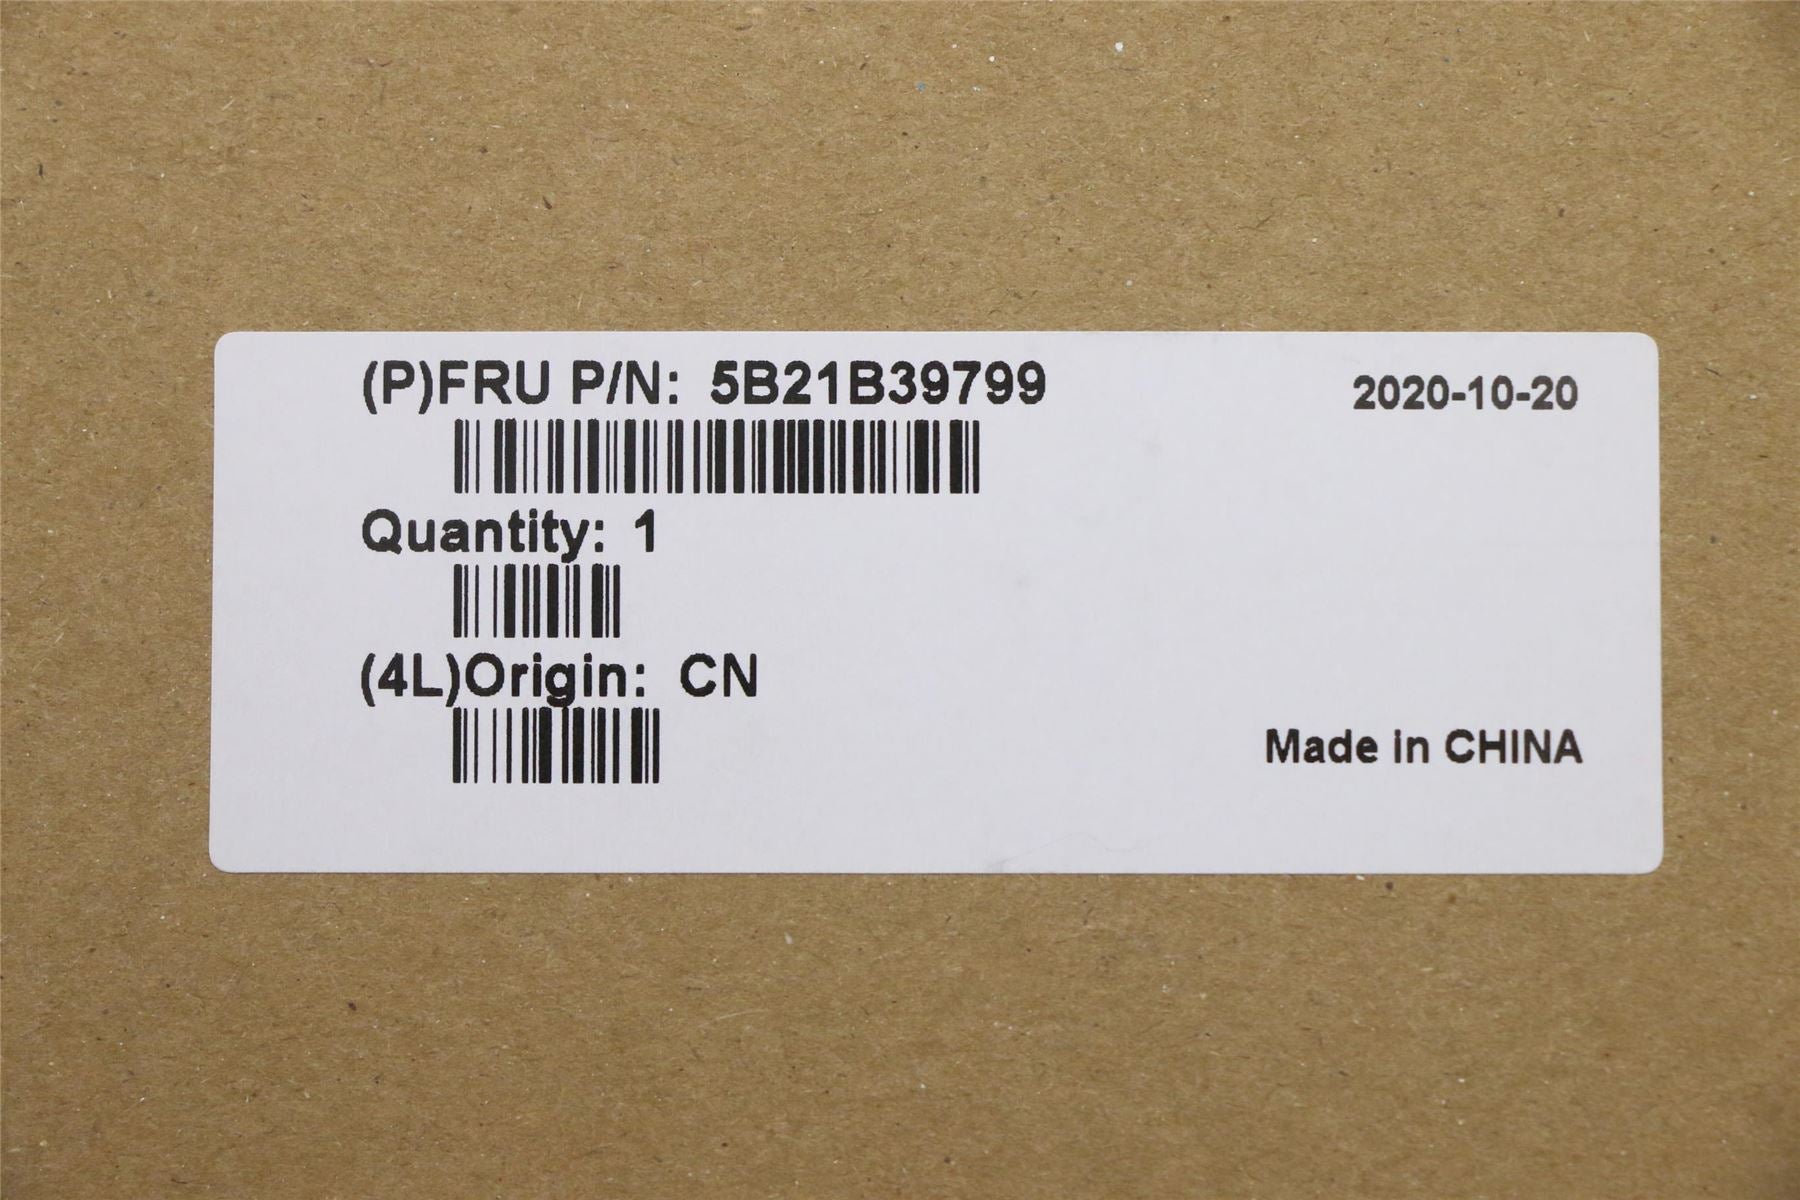 (P)FRU P/N: 5B21B39799
2020-10-20
Quantity: 1
(4L)Origin: CN
Made in CHINA